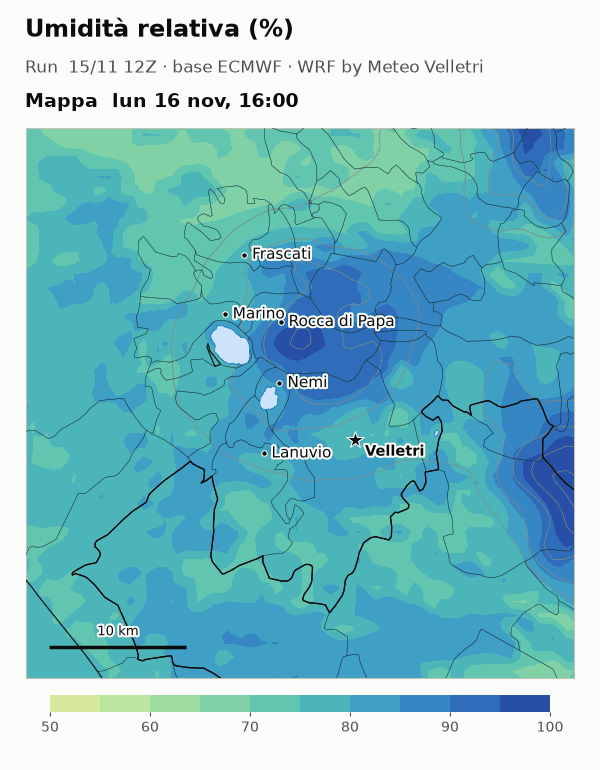 Umidità relativa (%)
Run  15/11 12Z · base ECMWF · WRF by Meteo Velletri
Mappa  lun 16 nov, 16:00
Frascati
Marino
Rocca di Papa
Nemi
Velletri
Lanuvio
10 km
50 60 70 80 90 100